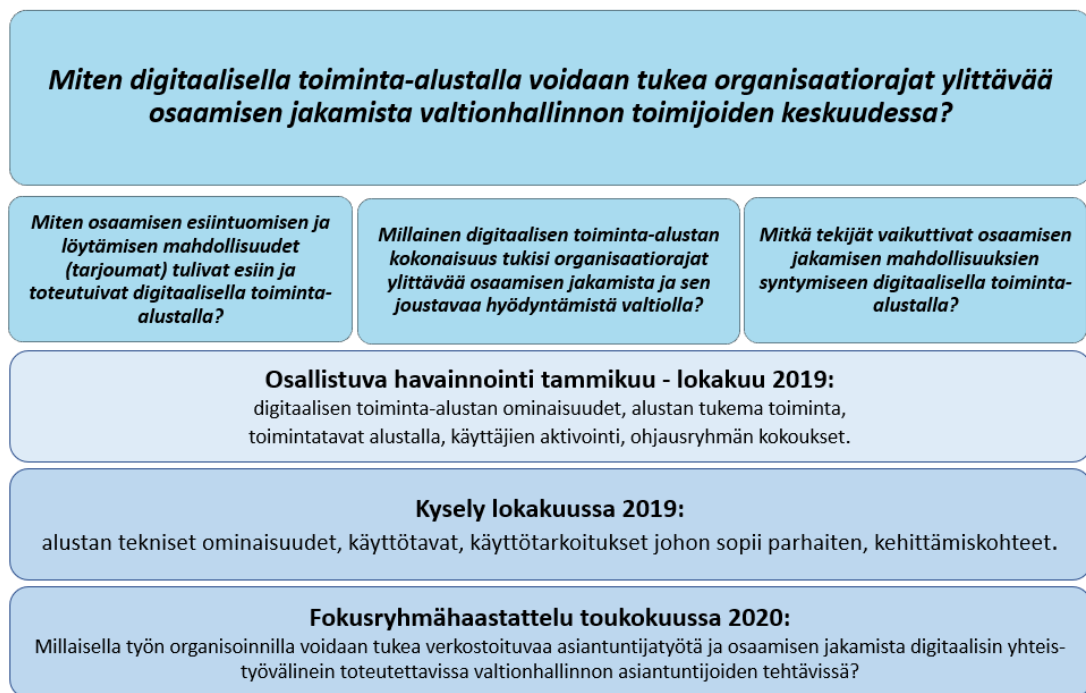 Miten digitaalisella toiminta-alustalla voidaan tukea organisaatiorajat ylittävää
osaamisen jakamista valtionhallinnon toimijoiden keskuudessa?
Miten osaamisen esiintuomisen ja
löytämisen mahdollisuudet
(tarjoumat) tulivat esiin ja
toteutuivat digitaalisella toiminta-
alustalla?
Millainen digitaalisen toiminta-alustan
kokonaisuus tukisi organisaatiorajat
ylittävää osaamisen jakamista ja sen
joustavaa hyödyntämistä valtiolla?
Mitkä tekijät vaikuttivat osaamisen
jakamisen mahdollisuuksien
syntymiseen digitaalisella toiminta-
alustalla?
Osallistuva havainnointi tammikuu - lokakuu 2019:
digitaalisen toiminta-alustan ominaisuudet, alustan tukema toiminta,
toimintatavat alustalla, käyttäjien aktivointi, ohjausryhmän kokoukset.
Kysely lokakuussa 2019:
alustan tekniset ominaisuudet, käyttötavat, käyttötarkoitukset johon sopii parhaiten, kehittämiskohteet.
Fokusryhmähaastattelu toukokuussa 2020:
Millaisella työn organisoinnilla voidaan tukea verkostoituvaa asiantuntijatyötä ja osaamisen jakamista digitaalisin yhteis-
työvälinein toteutettavissa valtionhallinnon asiantuntijoiden tehtävissä?